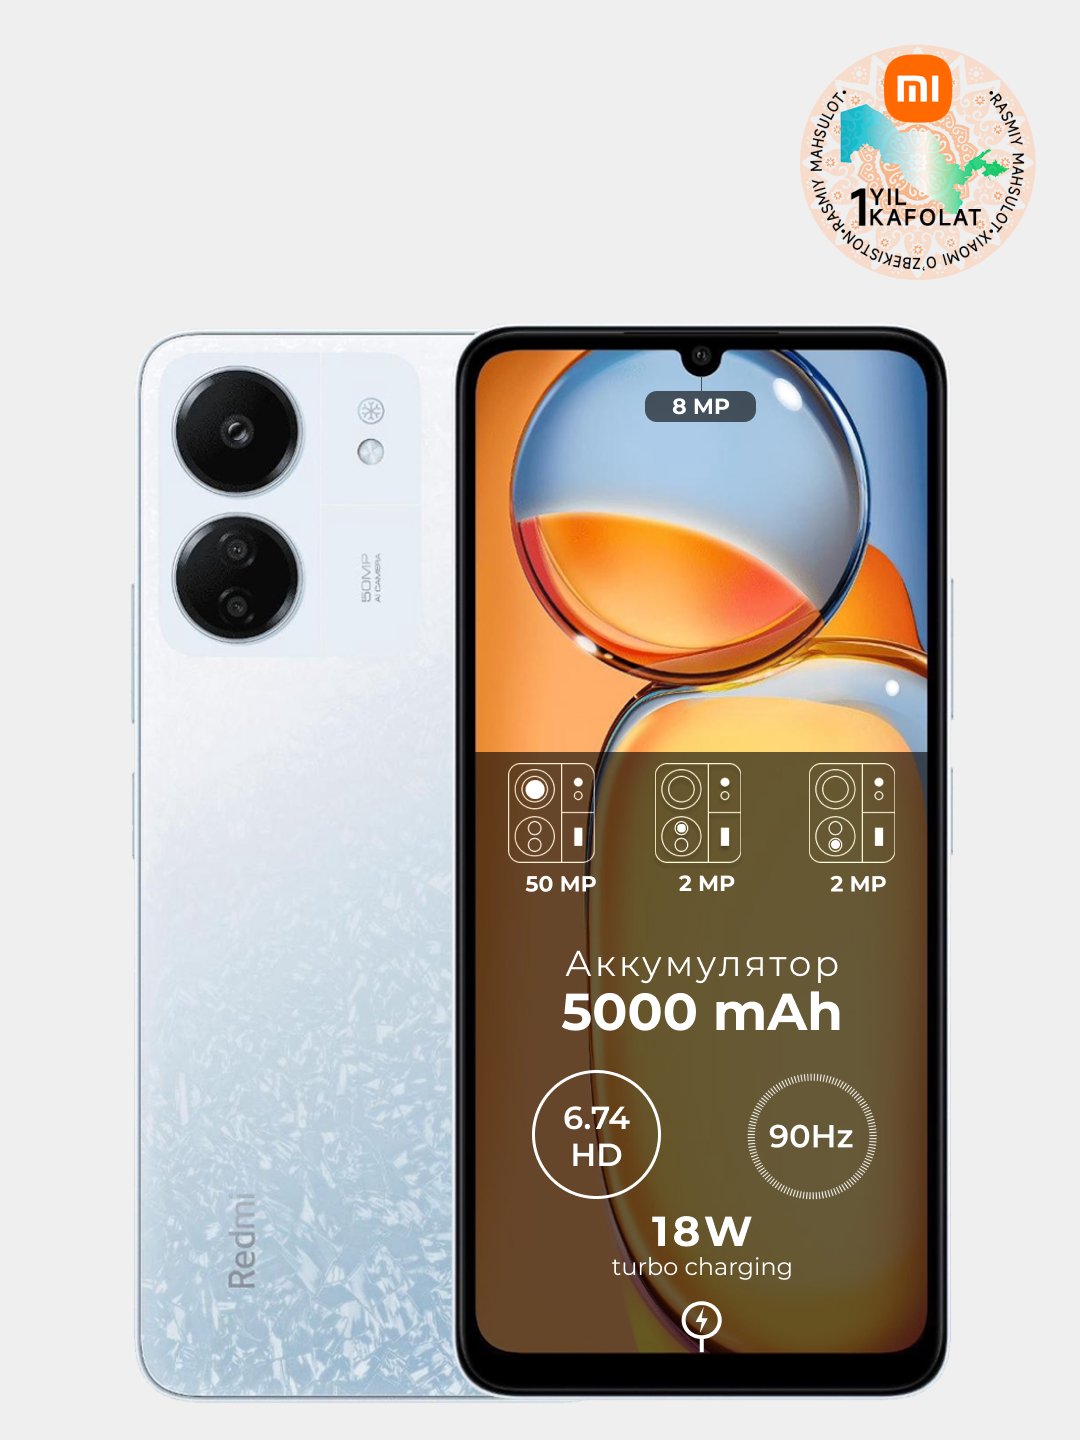 mi
•RASMIY MAHSULOT•XIAOMI O'ZBEKISTON•RASMIY MAHSULOT•
1 YIL
KAFOLAT
8 MP
50MP
AI CAMERA
50 MP
2 MP
2 MP
Аккумулятор
5000 mAh
6.74
HD
90Hz
18W
turbo charging
Redmi